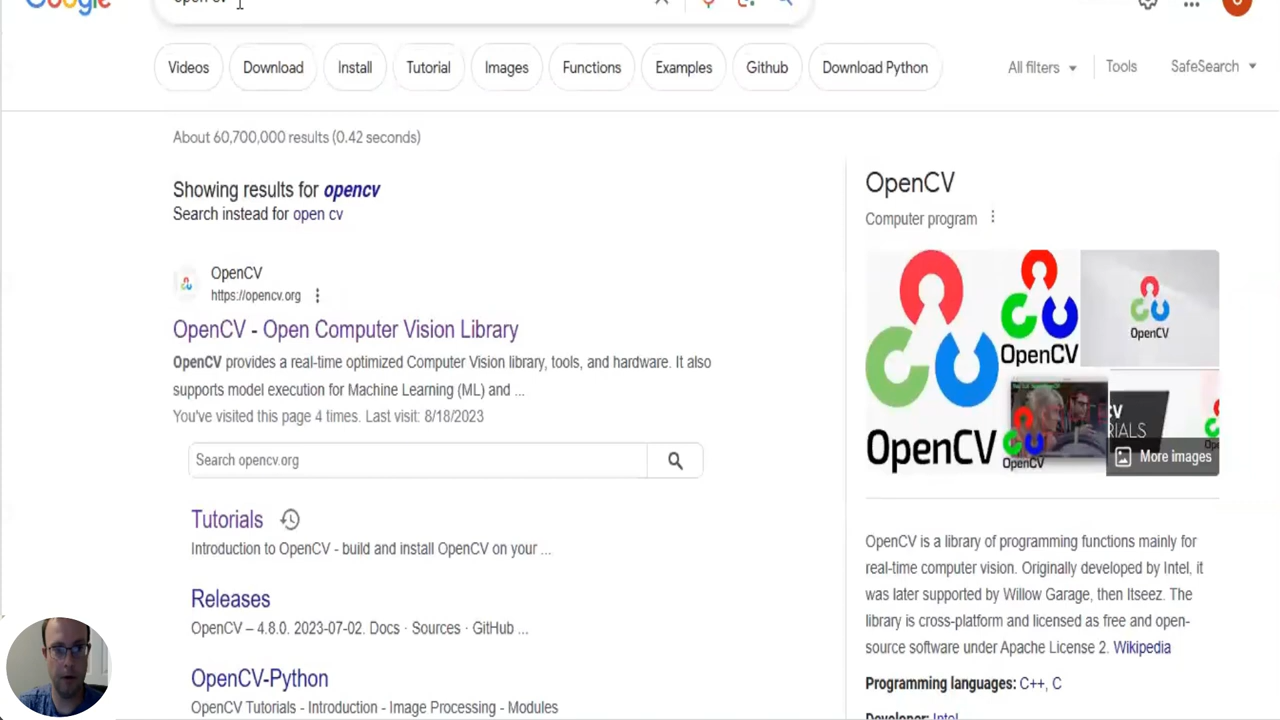 Google
Videos
Download
Install
Tutorial
Images
Functions
Examples
Github
Download Python
All filters
Tools
SafeSearch
About 60,700,000 results (0.42 seconds)
Showing results for opencv
Search instead for open cv
OpenCV
https://opencv.org
OpenCV - Open Computer Vision Library
OpenCV provides a real-time optimized Computer Vision library, tools, and hardware. It also
supports model execution for Machine Learning (ML) and ...
You've visited this page 4 times. Last visit: 8/18/2023
Search opencv.org
Tutorials
Introduction to OpenCV - build and install OpenCV on your ...
Releases
OpenCV – 4.8.0. 2023-07-02. Docs · Sources · GitHub ...
OpenCV-Python
OpenCV Tutorials - Introduction - Image Processing - Modules
OpenCV
Computer program
OpenCV
OpenCV
OpenCV
OpenCV
CV
RIALS
More images
OpenCV is a library of programming functions mainly for
real-time computer vision. Originally developed by Intel, it
was later supported by Willow Garage, then Itseez. The
library is cross-platform and licensed as free and open-
source software under Apache License 2. Wikipedia
Programming languages: C++, C
Developer: Intel